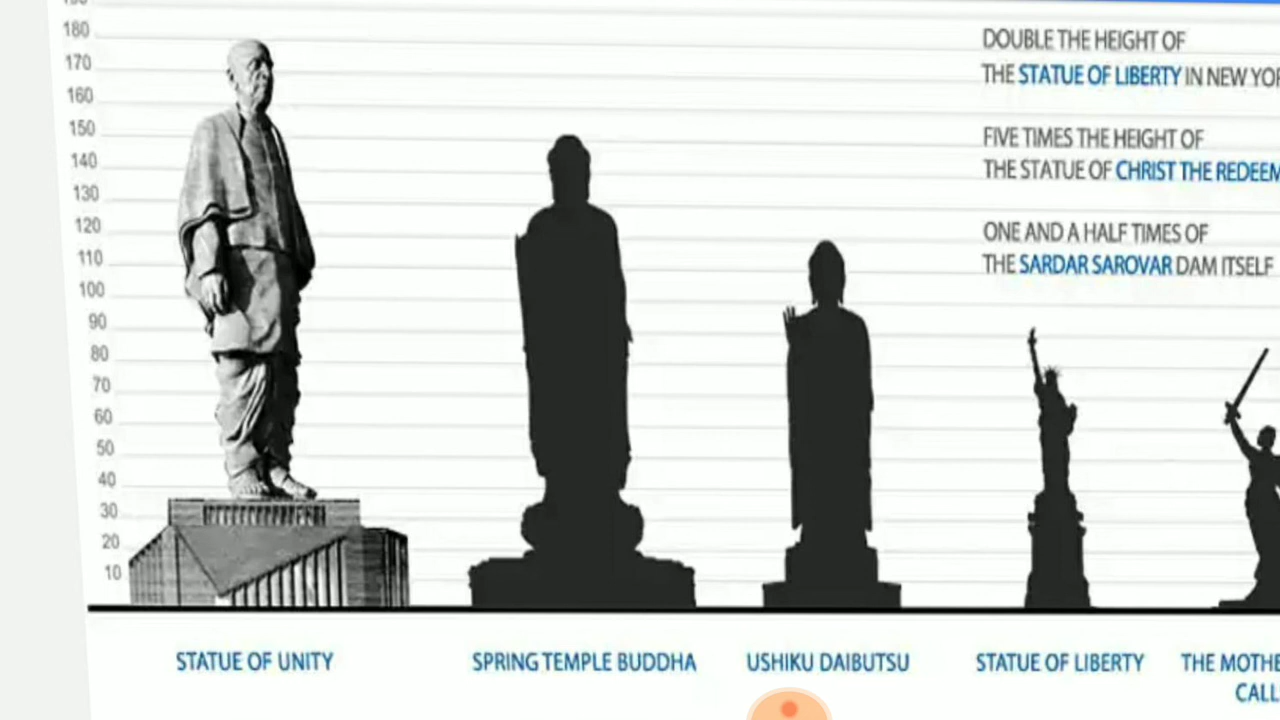 180
170
160
150
140
130
120
110
100
90
80
70
60
50
40
30
20
10
DOUBLE THE HEIGHT OF
THE STATUE OF LIBERTY IN NEW
FIVE TIMES THE HEIGHT OF
THE STATUE OF CHRIST THE
ONE AND A HALF TIMES OF
THE SARDAR SAROVAR DAM ITSELF
STATUE OF UNITY
SPRING TEMPLE BUDDHA
USHIKU DAIBUTSU
STATUE OF LIBERTY
THE